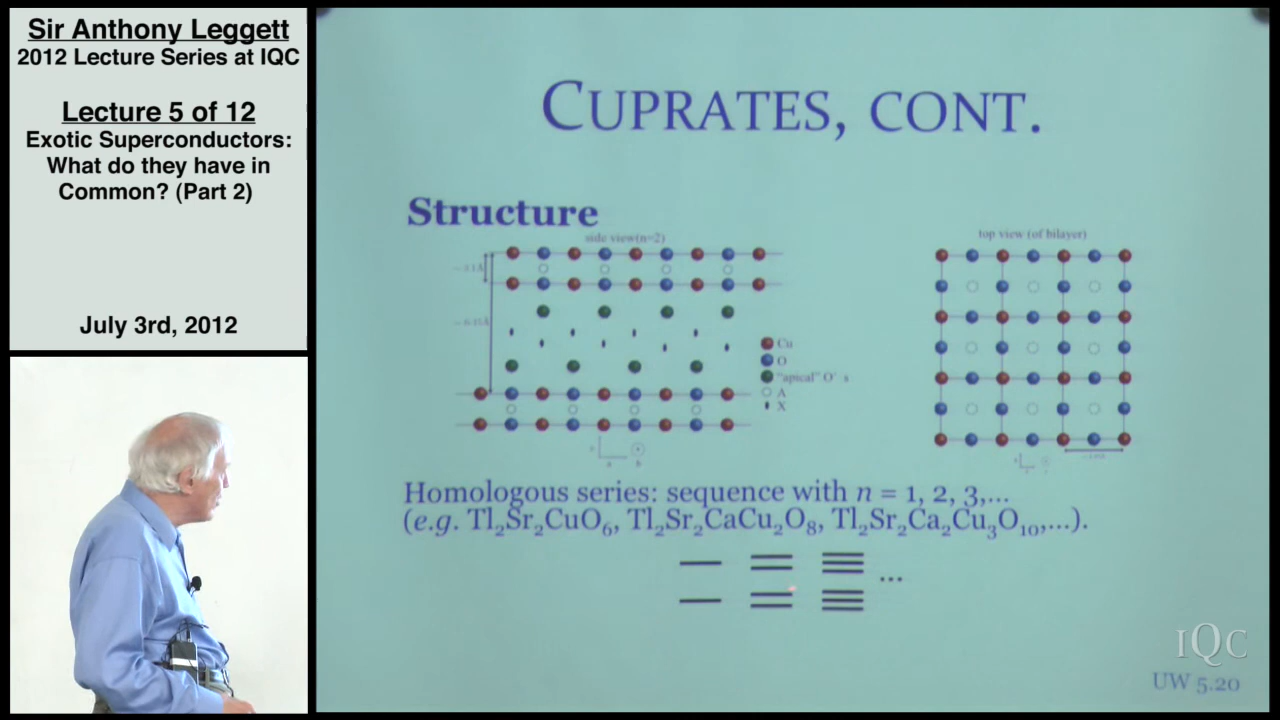 Sir Anthony Leggett
2012 Lecture Series at IQC
Lecture 5 of 12
Exotic Superconductors:
What do they have in
Common? (Part 2)
July 3rd, 2012
CUPRATES, CONT.
Structure
side view(n=2)
top view (of bilayer)
Cu
O
"apical" O
A
X
Homologous series: sequence with n = 1, 2, 3,...
(e.g. Tl₂Sr₂CuO₆, Tl₂Sr₂CaCu₂O₈, Tl₂Sr₂Ca₂Cu₃O₁₀,...).
...
IQC
UW 5.20